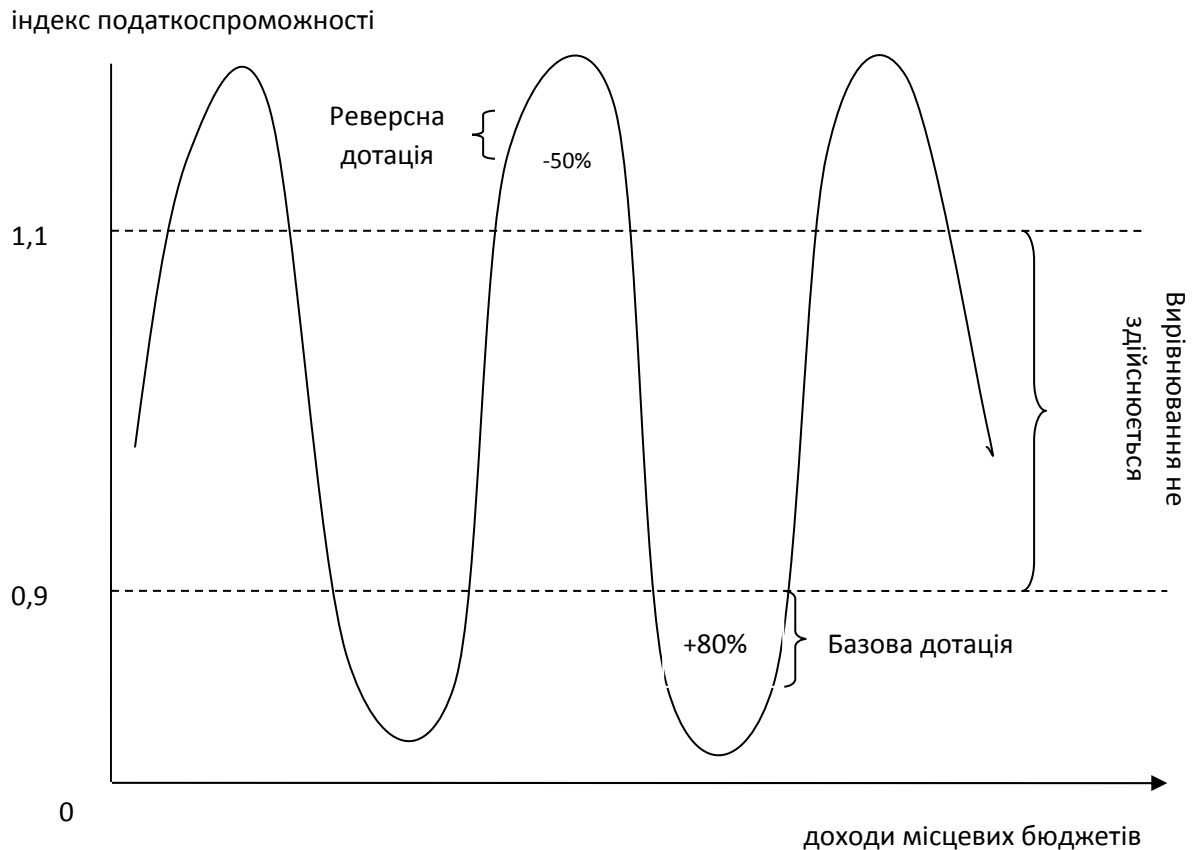 індекс податкоспроможності
Реверсна
дотація
-50%
1,1
Вирівнювання не
здійснюється
0,9
+80%
Базова дотація
0
доходи місцевих бюджетів